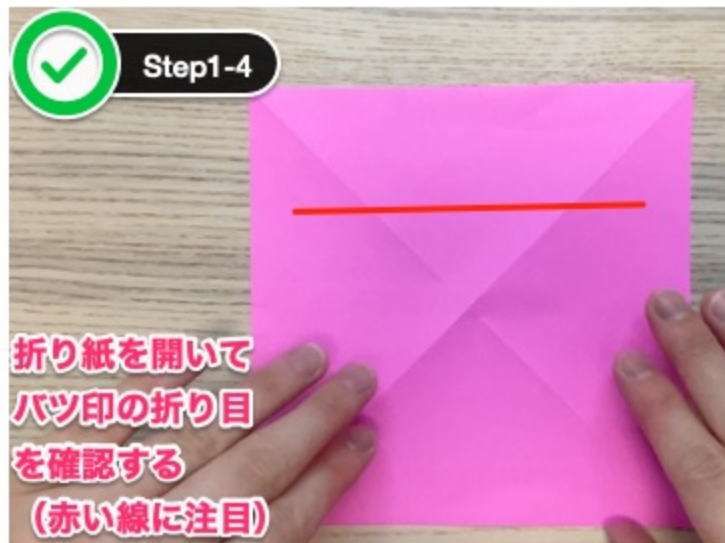 Step1-4
折り紙を開いて
バツ印の折り目
を確認する
（赤い線に注目）